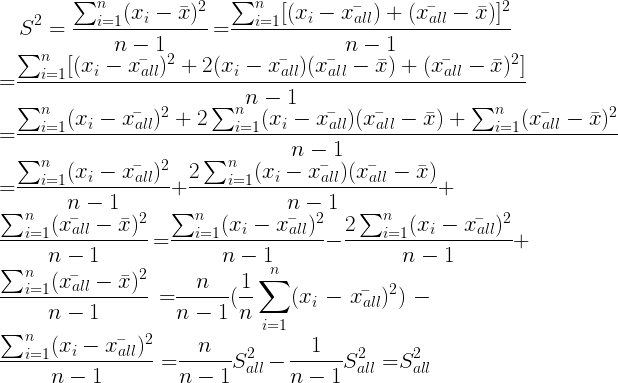 $S^2 = \frac{\sum_{i=1}^{n}(x_i - \bar{x})^2}{n-1} = \frac{\sum_{i=1}^{n}[(x_i - \bar{x_{all}}) + (\bar{x_{all}} - \bar{x})]^2}{n-1}$
$= \frac{\sum_{i=1}^{n}[(x_i - \bar{x_{all}})^2 + 2(x_i - \bar{x_{all}})(\bar{x_{all}} - \bar{x}) + (\bar{x_{all}} - \bar{x})^2]}{n-1}$
$= \frac{\sum_{i=1}^{n}(x_i - \bar{x_{all}})^2 + 2\sum_{i=1}^{n}(x_i - \bar{x_{all}})(\bar{x_{all}} - \bar{x}) + \sum_{i=1}^{n}(\bar{x_{all}} - \bar{x})^2}{n-1}$
$= \frac{\sum_{i=1}^{n}(x_i - \bar{x_{all}})^2}{n-1} + \frac{2\sum_{i=1}^{n}(x_i - \bar{x_{all}})(\bar{x_{all}} - \bar{x})}{n-1} +$
$\frac{\sum_{i=1}^{n}(\bar{x_{all}} - \bar{x})^2}{n-1} = \frac{\sum_{i=1}^{n}(x_i - \bar{x_{all}})^2}{n-1} - \frac{2\sum_{i=1}^{n}(x_i - \bar{x_{all}})^2}{n-1} +$
$\frac{\sum_{i=1}^{n}(\bar{x_{all}} - \bar{x})^2}{n-1} = \frac{n}{n-1}(\frac{1}{n}\sum_{i=1}^{n}(x_i - \bar{x_{all}})^2) -$
$\frac{\sum_{i=1}^{n}(x_i - \bar{x_{all}})^2}{n-1} = \frac{n}{n-1}S_{all}^2 - \frac{1}{n-1}S_{all}^2 = S_{all}^2$